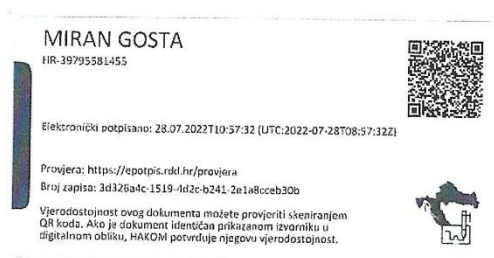 MIRAN GOSTA
HR-39795581455
Elektronički potpisano: 28.07.2022T10:57:32 (UTC:2022-07-28T08:57:32Z)
Provjera: https://epotpis.rdd.hr/provjera
Broj zapisa: 3d326a4c-1519-4d2c-b241-2e1a8cceb30b
Vjerodostojnost ovog dokumenta možete provjeriti skeniranjem
QR koda. Ako je dokument identičan prikazanom izvorniku u
digitalnom obliku, HAKOM potvrđuje njegovu vjerodostojnost.